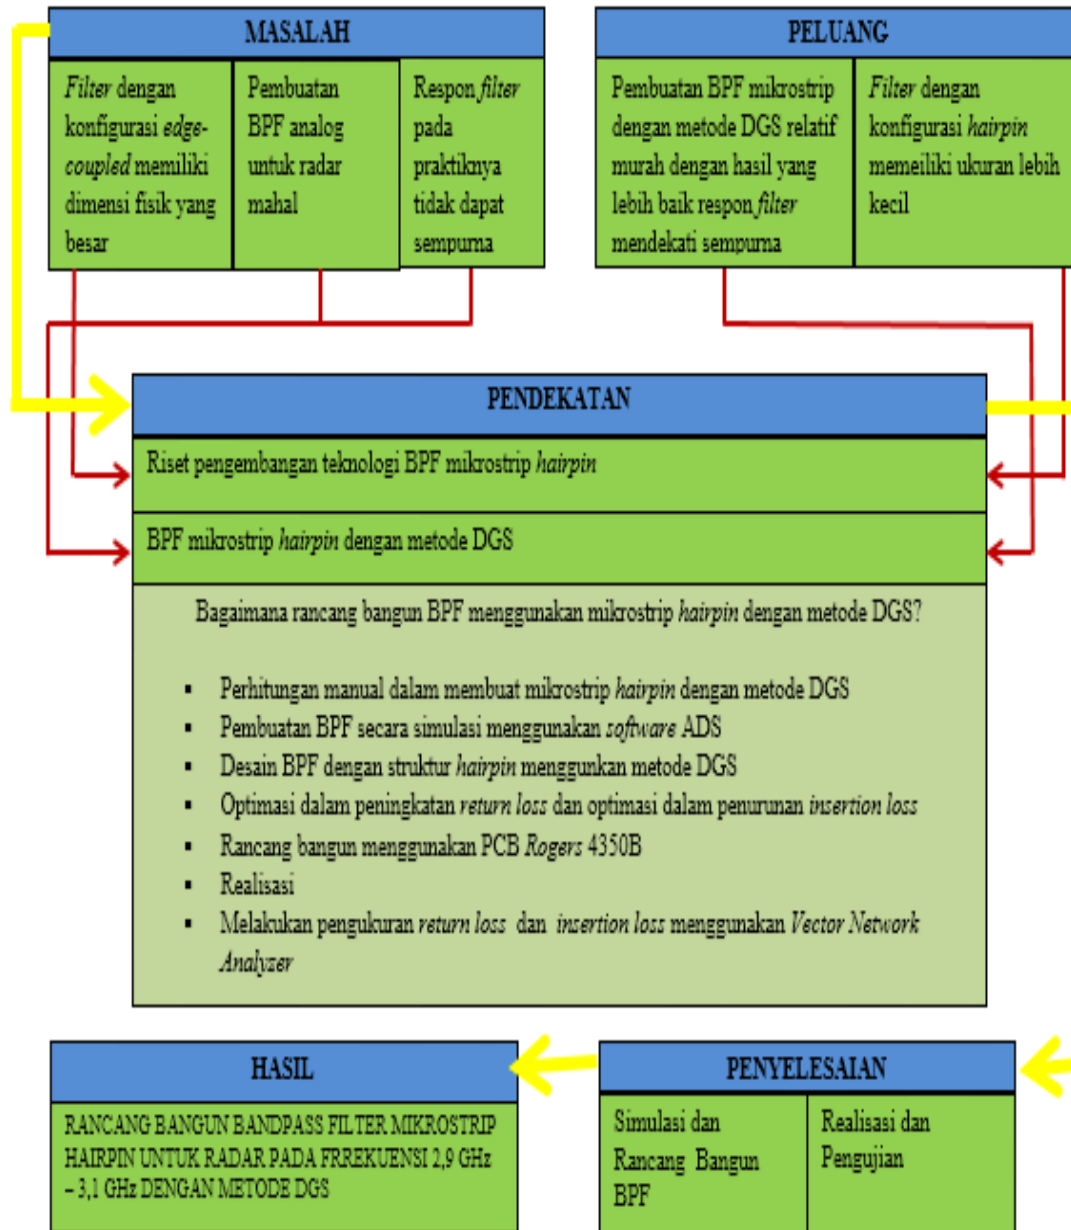 MASALAH
Filter dengan
konfigurasi edge-
coupled memiliki
dimensi fisik yang
besar
Pembuatan
BPF analog
untuk radar
mahal
Respon filter
pada
praktiknya
tidak dapat
sempurna
PELUANG
Pembuatan BPF mikrostrip
dengan metode DGS relatif
murah dengan hasil yang
lebih baik respon filter
mendekati sempurna
Filter dengan
konfigurasi hairpin
memeiliki ukuran lebih
kecil
PENDEKATAN
Riset pengembangan teknologi BPF mikrostrip hairpin
BPF mikrostrip hairpin dengan metode DGS
Bagaimana rancang bangun BPF menggunakan mikrostrip hairpin dengan metode DGS?
▪ Perhitungan manual dalam membuat mikrostrip hairpin dengan metode DGS
▪ Pembuatan BPF secara simulasi menggunakan software ADS
▪ Desain BPF dengan struktur hairpin menggunkan metode DGS
▪ Optimasi dalam peningkatan return loss dan optimasi dalam penurunan insertion loss
▪ Rancang bangun menggunakan PCB Rogers 4350B
▪ Realisasi
▪ Melakukan pengukuran return loss dan insertion loss menggunakan Vector Network
Analyzer
HASIL
RANCANG BANGUN BANDPASS FILTER MIKROSTRIP
HAIRPIN UNTUK RADAR PADA FRREKUENSI 2,9 GHz
– 3,1 GHz DENGAN METODE DGS
PENYELESAIAN
Simulasi dan
Rancang Bangun
BPF
Realisasi dan
Pengujian